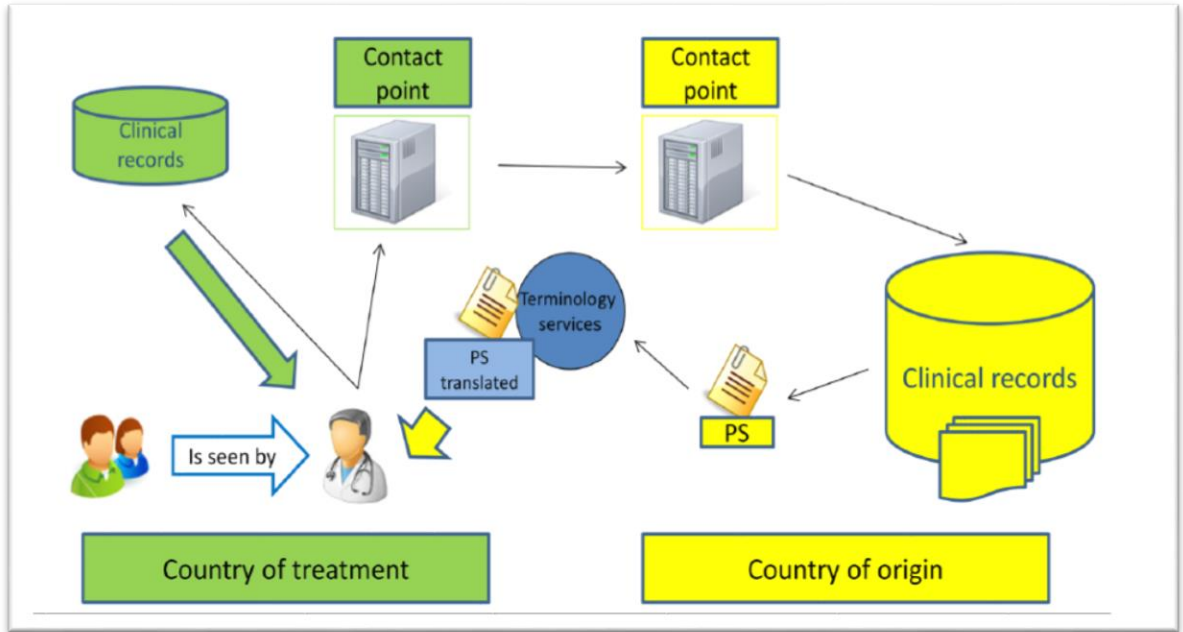 Contact
point
Contact
point
Clinical
records
Terminology
services
PS
translated
PS
Clinical records
Is seen by
Country of treatment
Country of origin